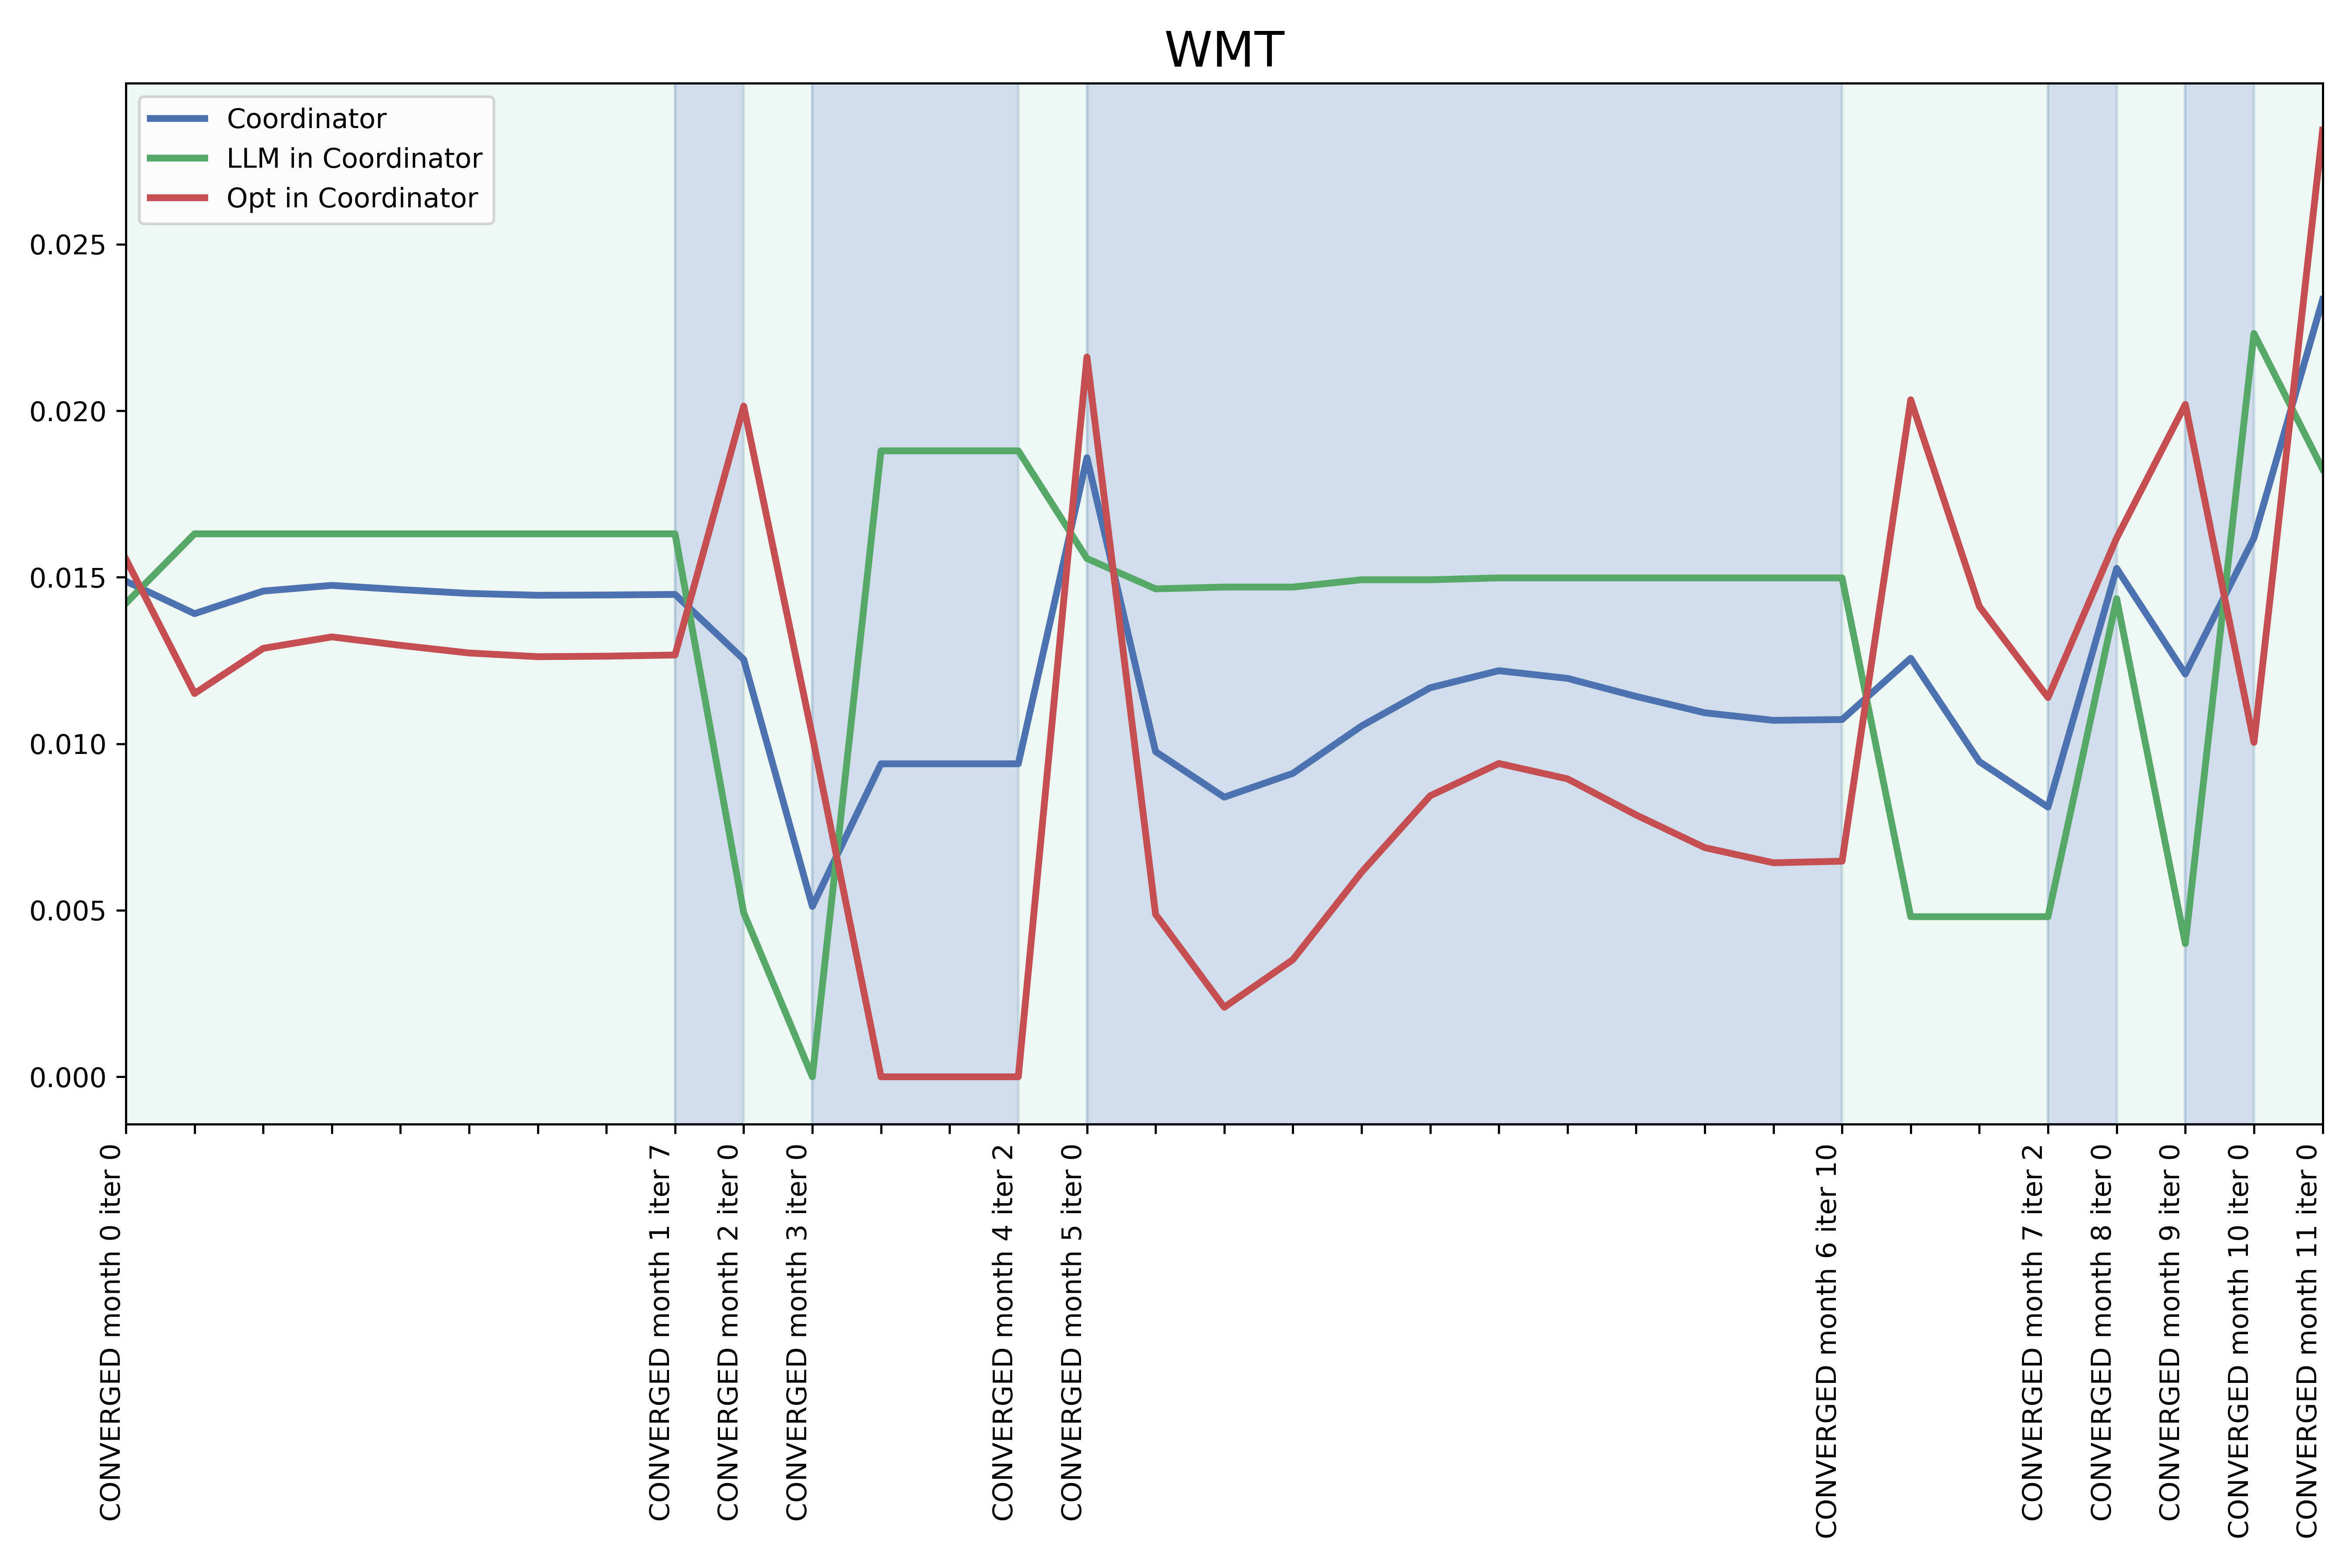 WMT
Coordinator
LLM in Coordinator
Opt in Coordinator
0.025
0.020
0.015
0.010
0.005
0.000
CONVERGED month 0 iter 0
CONVERGED month 1 iter 7
CONVERGED month 2 iter 0
CONVERGED month 3 iter 0
CONVERGED month 4 iter 2
CONVERGED month 5 iter 0
CONVERGED month 6 iter 10
CONVERGED month 7 iter 2
CONVERGED month 8 iter 0
CONVERGED month 9 iter 0
CONVERGED month 10 iter 0
CONVERGED month 11 iter 0